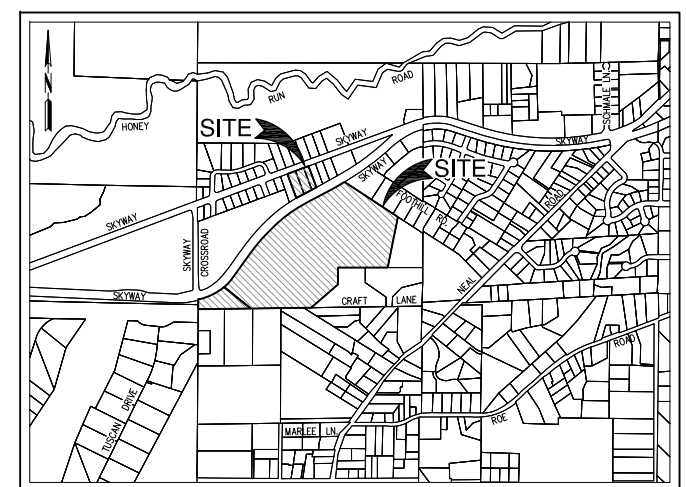 N
SCHMALE LN.
ROAD
RUN
HONEY
SITE
SKYWAY
SKYWAY
SKYWAY
SITE
FOOTHILL RD.
ROAD
SKYWAY
SKYWAY
CROSSROAD
NEAL
SKYWAY
CRAFT LANE
ROAD
TUSCAN DRIVE
ROE
MARLEE LN.